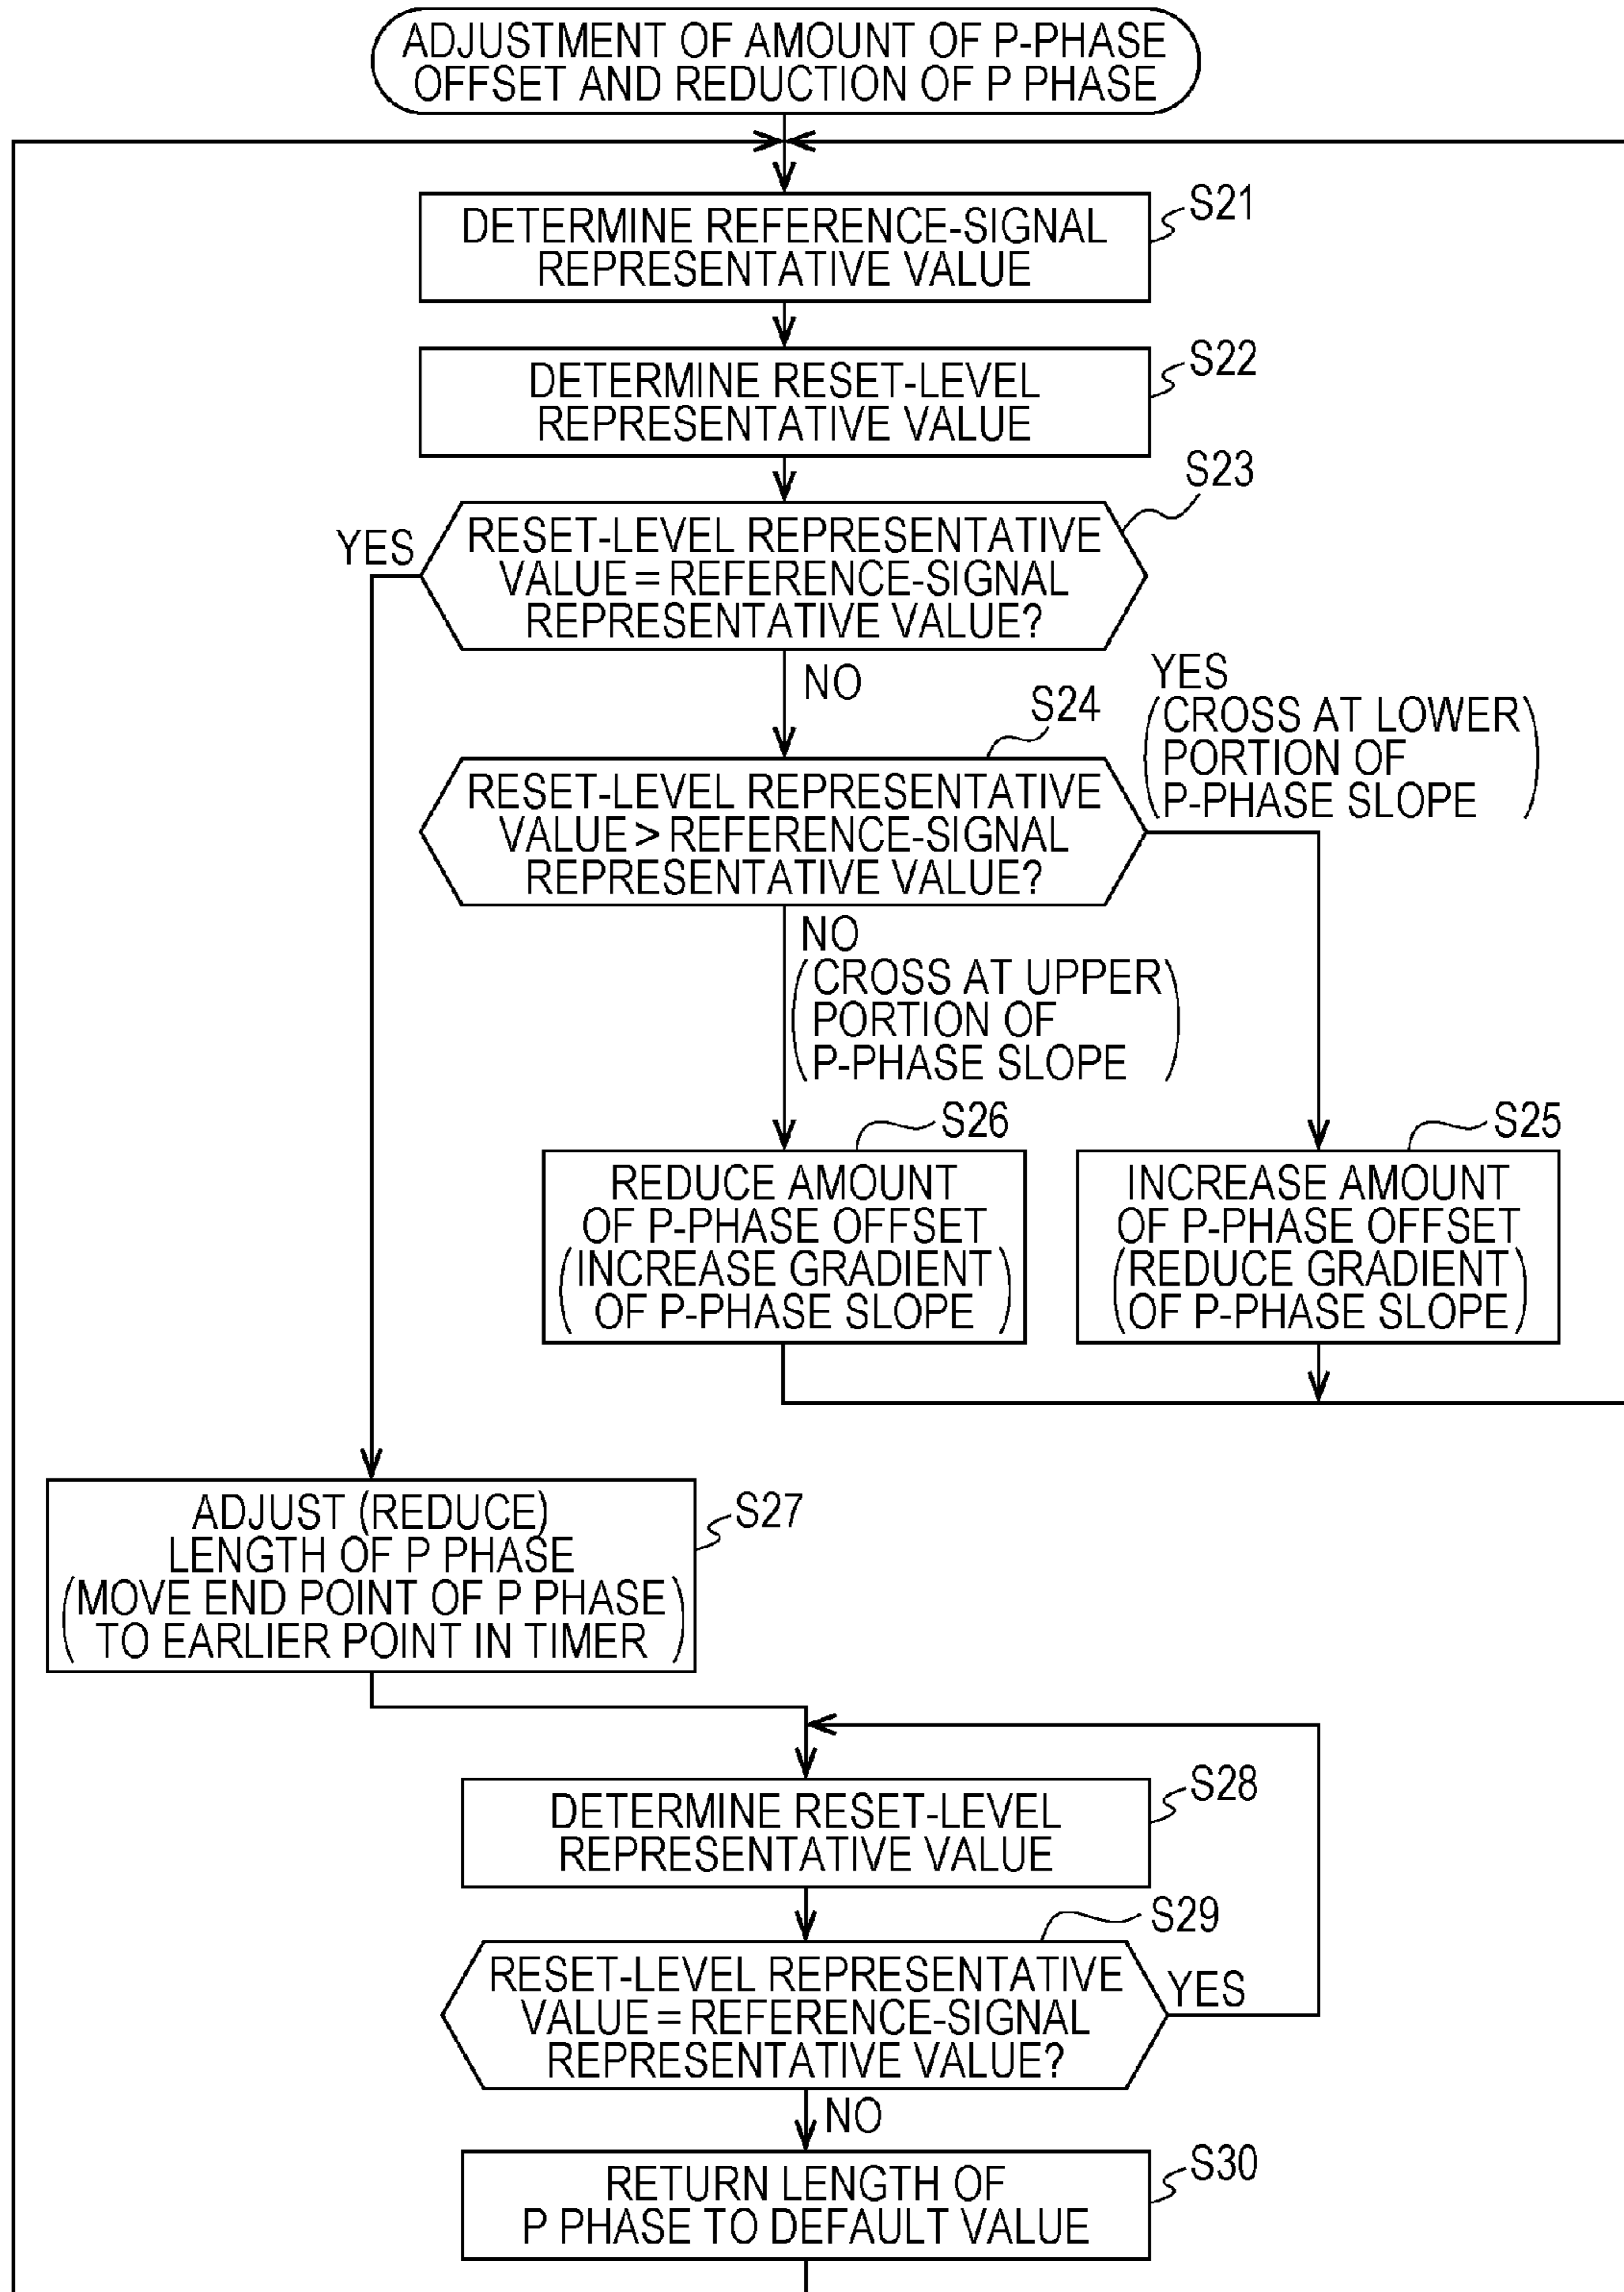 ADJUSTMENT OF AMOUNT OF P-PHASE
OFFSET AND REDUCTION OF P PHASE
S21
DETERMINE REFERENCE-SIGNAL
REPRESENTATIVE VALUE
S22
DETERMINE RESET-LEVEL
REPRESENTATIVE VALUE
S23
YES
RESET-LEVEL REPRESENTATIVE
VALUE = REFERENCE-SIGNAL
REPRESENTATIVE VALUE?
NO
S24
YES
(CROSS AT LOWER
PORTION OF
P-PHASE SLOPE)
RESET-LEVEL REPRESENTATIVE
VALUE > REFERENCE-SIGNAL
REPRESENTATIVE VALUE?
NO
(CROSS AT UPPER
PORTION OF
P-PHASE SLOPE)
S26
REDUCE AMOUNT
OF P-PHASE OFFSET
(INCREASE GRADIENT
OF P-PHASE SLOPE)
S25
INCREASE AMOUNT
OF P-PHASE OFFSET
(REDUCE GRADIENT
OF P-PHASE SLOPE)
S27
ADJUST (REDUCE)
LENGTH OF P PHASE
(MOVE END POINT OF P PHASE
TO EARLIER POINT IN TIMER)
S28
DETERMINE RESET-LEVEL
REPRESENTATIVE VALUE
S29
RESET-LEVEL REPRESENTATIVE
VALUE = REFERENCE-SIGNAL
REPRESENTATIVE VALUE?
YES
NO
S30
RETURN LENGTH OF
P PHASE TO DEFAULT VALUE